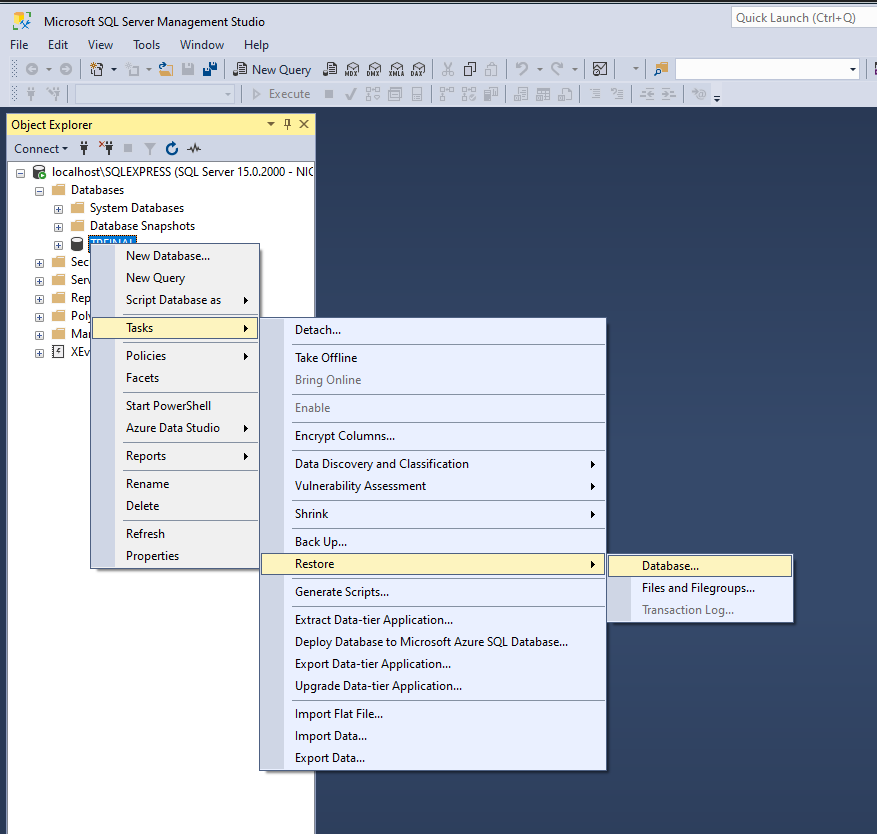 Microsoft SQL Server Management Studio
Quick Launch (Ctrl+Q)
File Edit View Tools Window Help
New Query MDX DMX XMLA DAX
Execute
Object Explorer
Connect
localhost\SQLEXPRESS (SQL Server 15.0.2000 - NIC
Databases
System Databases
Database Snapshots
Sec
Serv
Rep
Poly
Mar
XEv
New Database...
New Query
Script Database as
Tasks
Policies
Facets
Start PowerShell
Azure Data Studio
Reports
Rename
Delete
Refresh
Properties
Detach...
Take Offline
Bring Online
Enable
Encrypt Columns...
Data Discovery and Classification
Vulnerability Assessment
Shrink
Back Up...
Restore
Generate Scripts...
Extract Data-tier Application...
Deploy Database to Microsoft Azure SQL Database...
Export Data-tier Application...
Upgrade Data-tier Application...
Import Flat File...
Import Data...
Export Data...
Database...
Files and Filegroups...
Transaction Log...